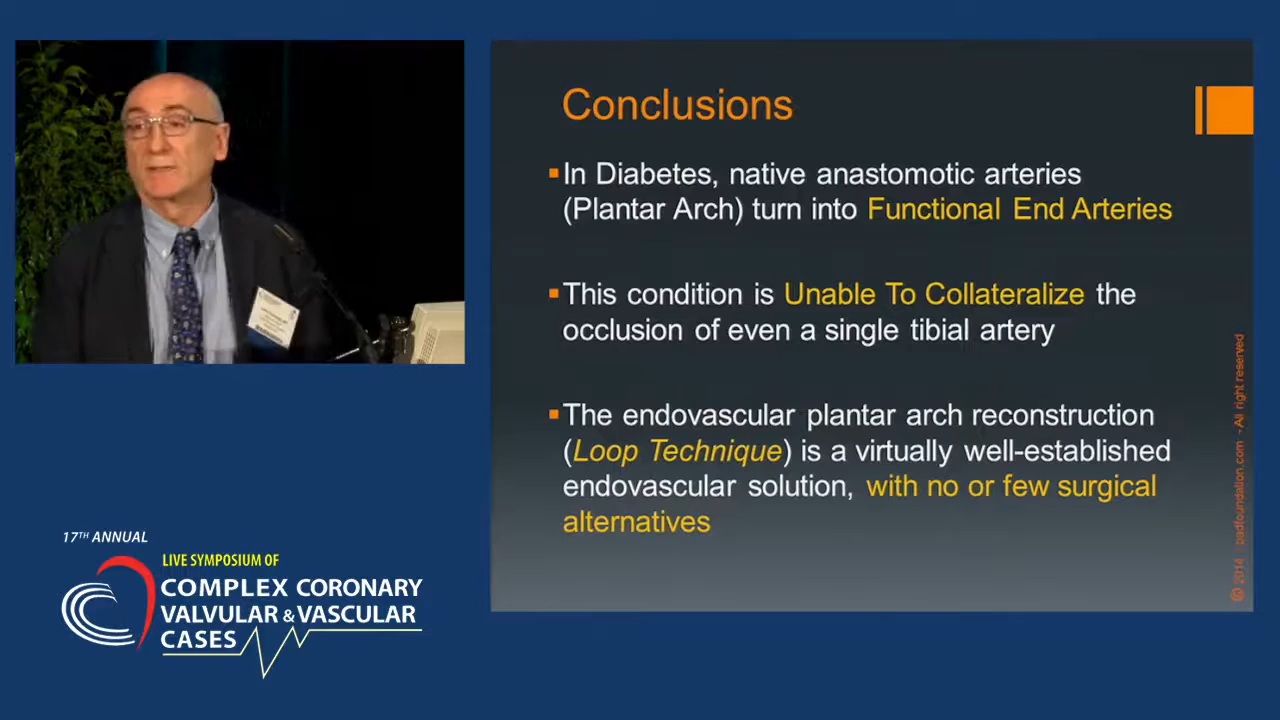 Conclusions
▪In Diabetes, native anastomotic arteries
(Plantar Arch) turn into Functional End Arteries
▪This condition is Unable To Collateralize the
occlusion of even a single tibial artery
▪The endovascular plantar arch reconstruction
(Loop Technique) is a virtually well-established
endovascular solution, with no or few surgical
alternatives
© 2014 badfoundation.com - All right reserved
17TH ANNUAL
LIVE SYMPOSIUM OF
COMPLEX CORONARY
VALVULAR & VASCULAR
CASES